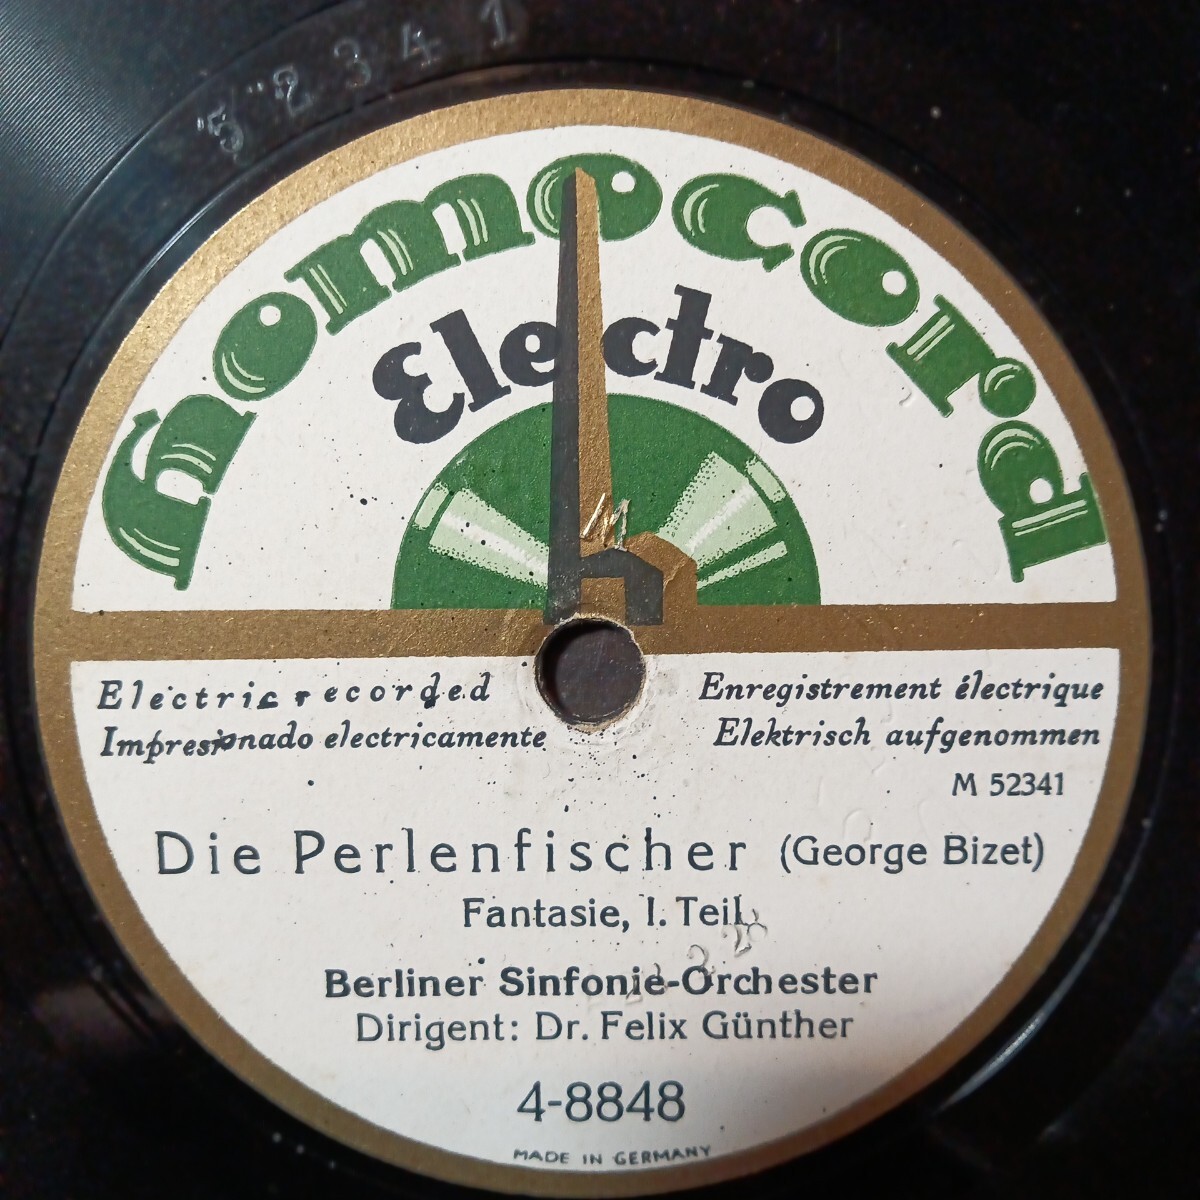 52341
homocord
Electro
Electric recorded
Impresionado electricamente
Enregistrement électrique
Elektrisch aufgenommen
M 52341
Die Perlenfischer (George Bizet)
Fantasie, I. Teil
Berliner Sinfonie-Orchester
Dirigent: Dr. Felix Günther
4-8848
MADE IN GERMANY